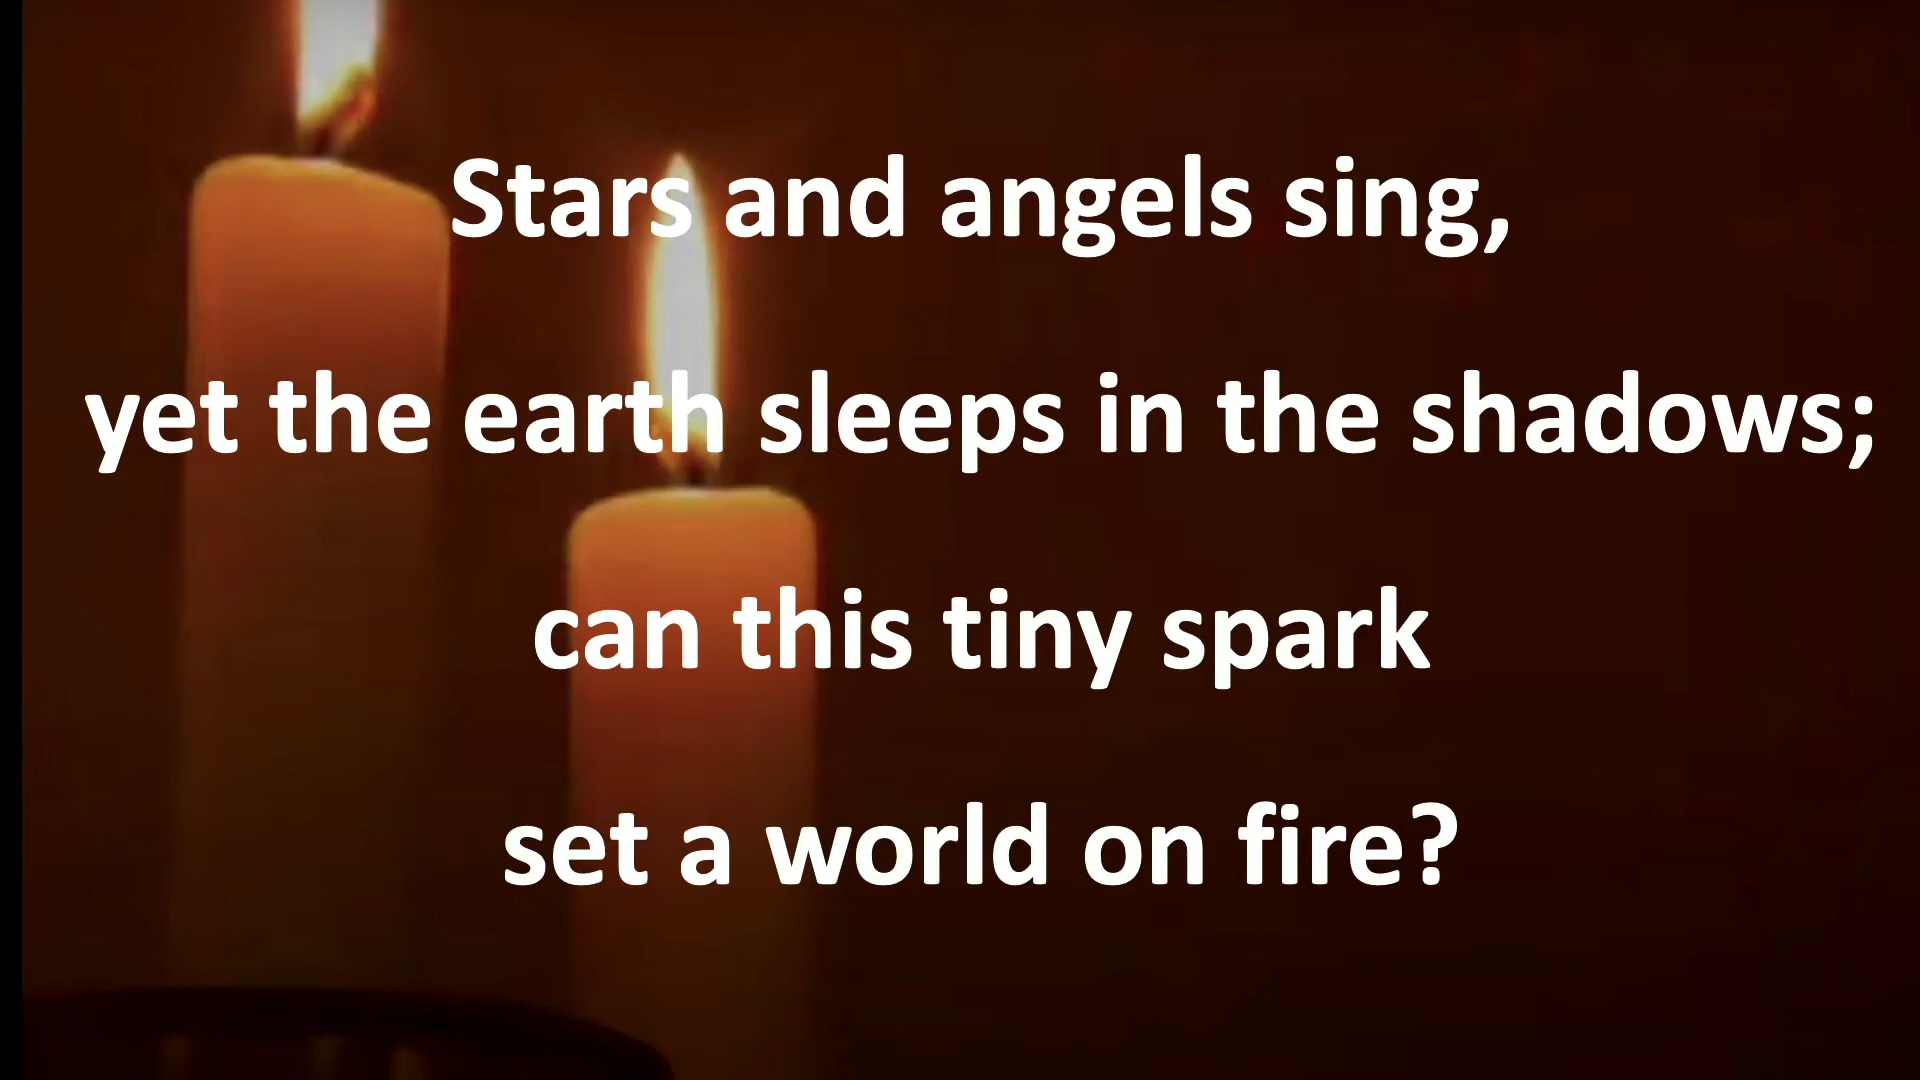 Stars and angels sing,
yet the earth sleeps in the shadows;
can this tiny spark
set a world on fire?